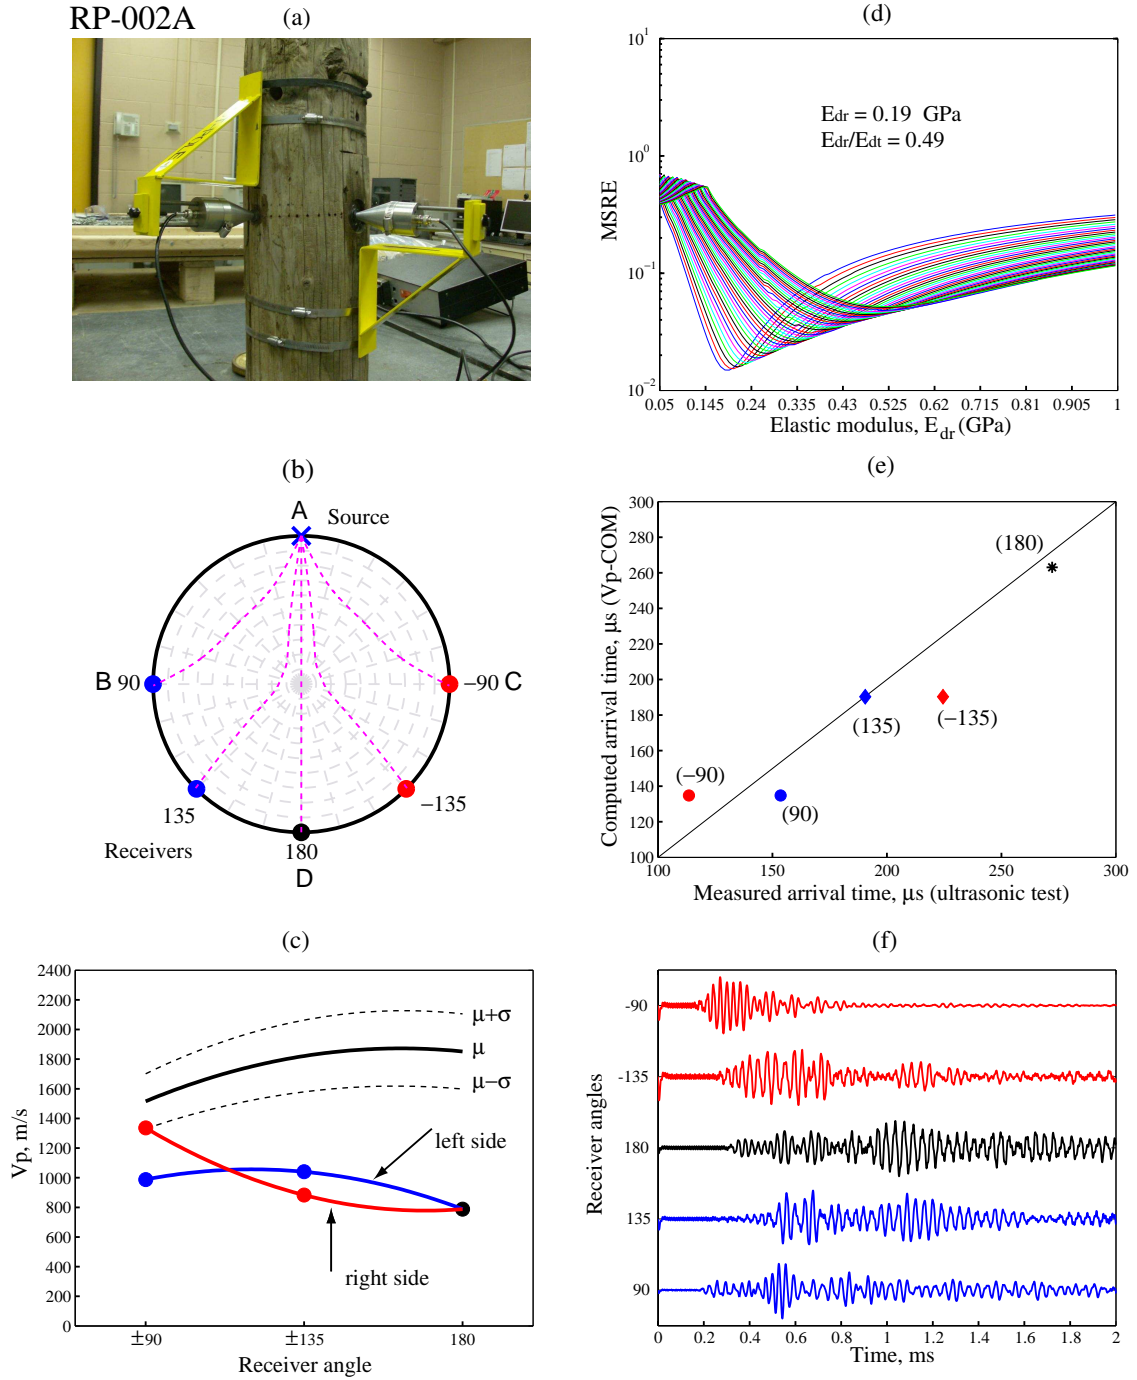 RP-002A
(a)
(b)
A
Source
B 90
−90 C
135
−135
Receivers
180
D
(c)
2400
2200
2000
1800
1600
1400
1200
1000
800
600
400
200
0
Vp, m/s
μ+σ
μ
μ−σ
left side
right side
±90
±135
180
Receiver angle
(d)
10^1
10^0
10^−1
10^−2
MSRE
Edr = 0.19 GPa
Edr/Edt = 0.49
0.05 0.145 0.24 0.335 0.43 0.525 0.62 0.715 0.81 0.905 1
Elastic modulus, E_dr (GPa)
(e)
300
280
260
240
220
200
180
160
140
120
100
Computed arrival time, μs (Vp-COM)
(180)
(135)
(−135)
(−90)
(90)
100 150 200 250 300
Measured arrival time, μs (ultrasonic test)
(f)
Receiver angles
-90
-135
180
135
90
0 0.2 0.4 0.6 0.8 1 1.2 1.4 1.6 1.8 2
Time, ms